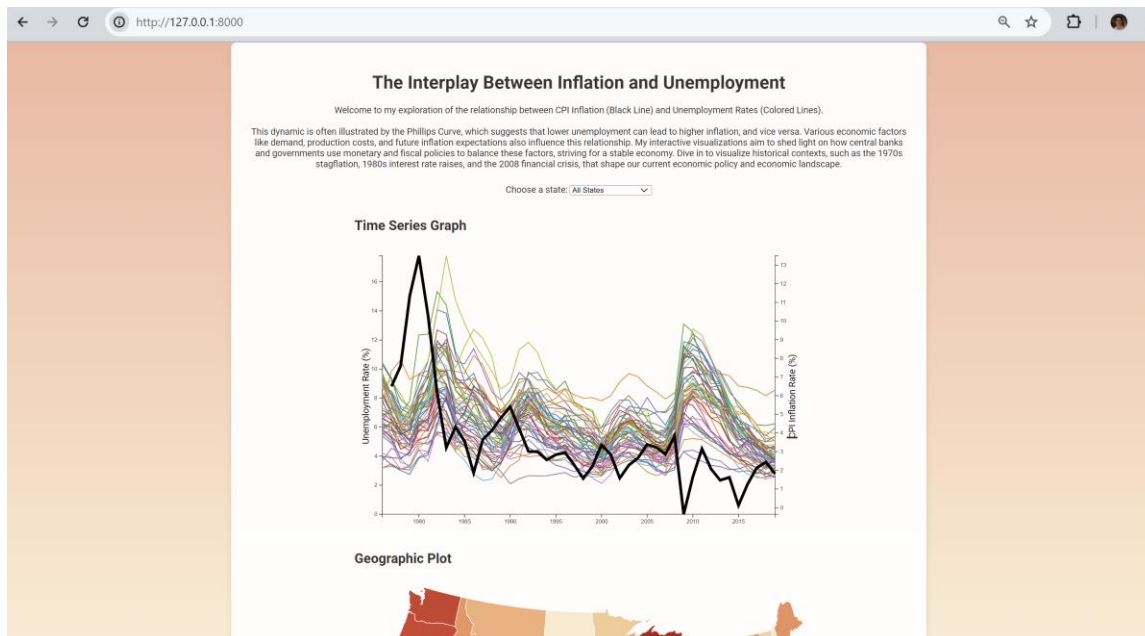 http://127.0.0.1:8000
The Interplay Between Inflation and Unemployment
Welcome to my exploration of the relationship between CPI Inflation (Black Line) and Unemployment Rates (Colored Lines).
This dynamic is often illustrated by the Phillips Curve, which suggests that lower unemployment can lead to higher inflation, and vice versa. Various economic factors
like demand, production costs, and future inflation expectations also influence this relationship. My interactive visualizations aim to shed light on how central banks
and governments use monetary and fiscal policies to balance these factors, striving for a stable economy. Dive in to visualize historical contexts, such as the 1970s
stagflation, 1980s interest rate raises, and the 2008 financial crisis, that shape our current economic policy and economic landscape.
Choose a state: All States
Time Series Graph
Unemployment Rate (%)
16
14
12
10
8
6
4
2
0
1980 1985 1990 1995 2000 2005 2010 2015
13
12
11
10
9
8
7
6
5
4
3
2
1
0
CPI Inflation Rate (%)
Geographic Plot